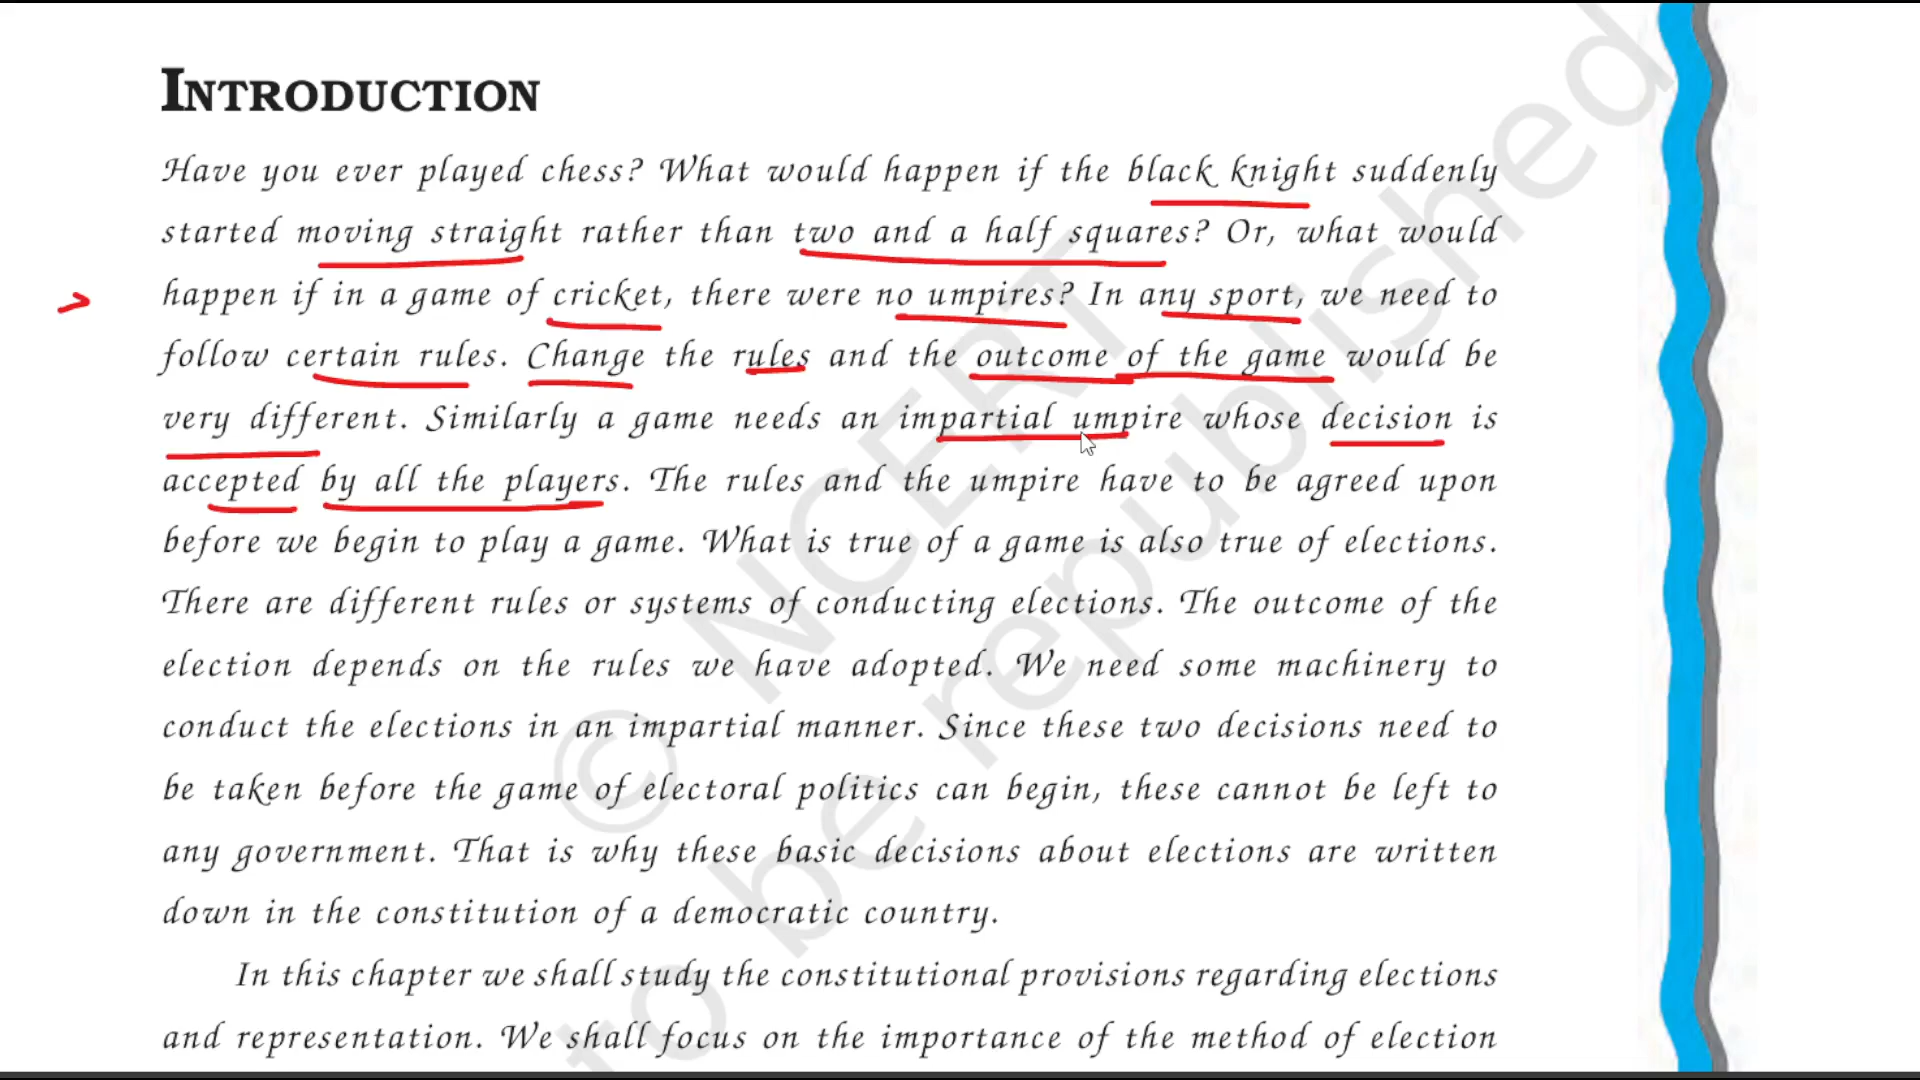 INTRODUCTION
Have you ever played chess? What would happen if the black knight suddenly
started moving straight rather than two and a half squares? Or, what would
happen if in a game of cricket, there were no umpires? In any sport, we need to
follow certain rules. Change the rules and the outcome of the game would be
very different. Similarly a game needs an impartial umpire whose decision is
accepted by all the players. The rules and the umpire have to be agreed upon
before we begin to play a game. What is true of a game is also true of elections.
There are different rules or systems of conducting elections. The outcome of the
election depends on the rules we have adopted. We need some machinery to
conduct the elections in an impartial manner. Since these two decisions need to
be taken before the game of electoral politics can begin, these cannot be left to
any government. That is why these basic decisions about elections are written
down in the constitution of a democratic country.
In this chapter we shall study the constitutional provisions regarding elections
and representation. We shall focus on the importance of the method of election
© NCERT
to be republished